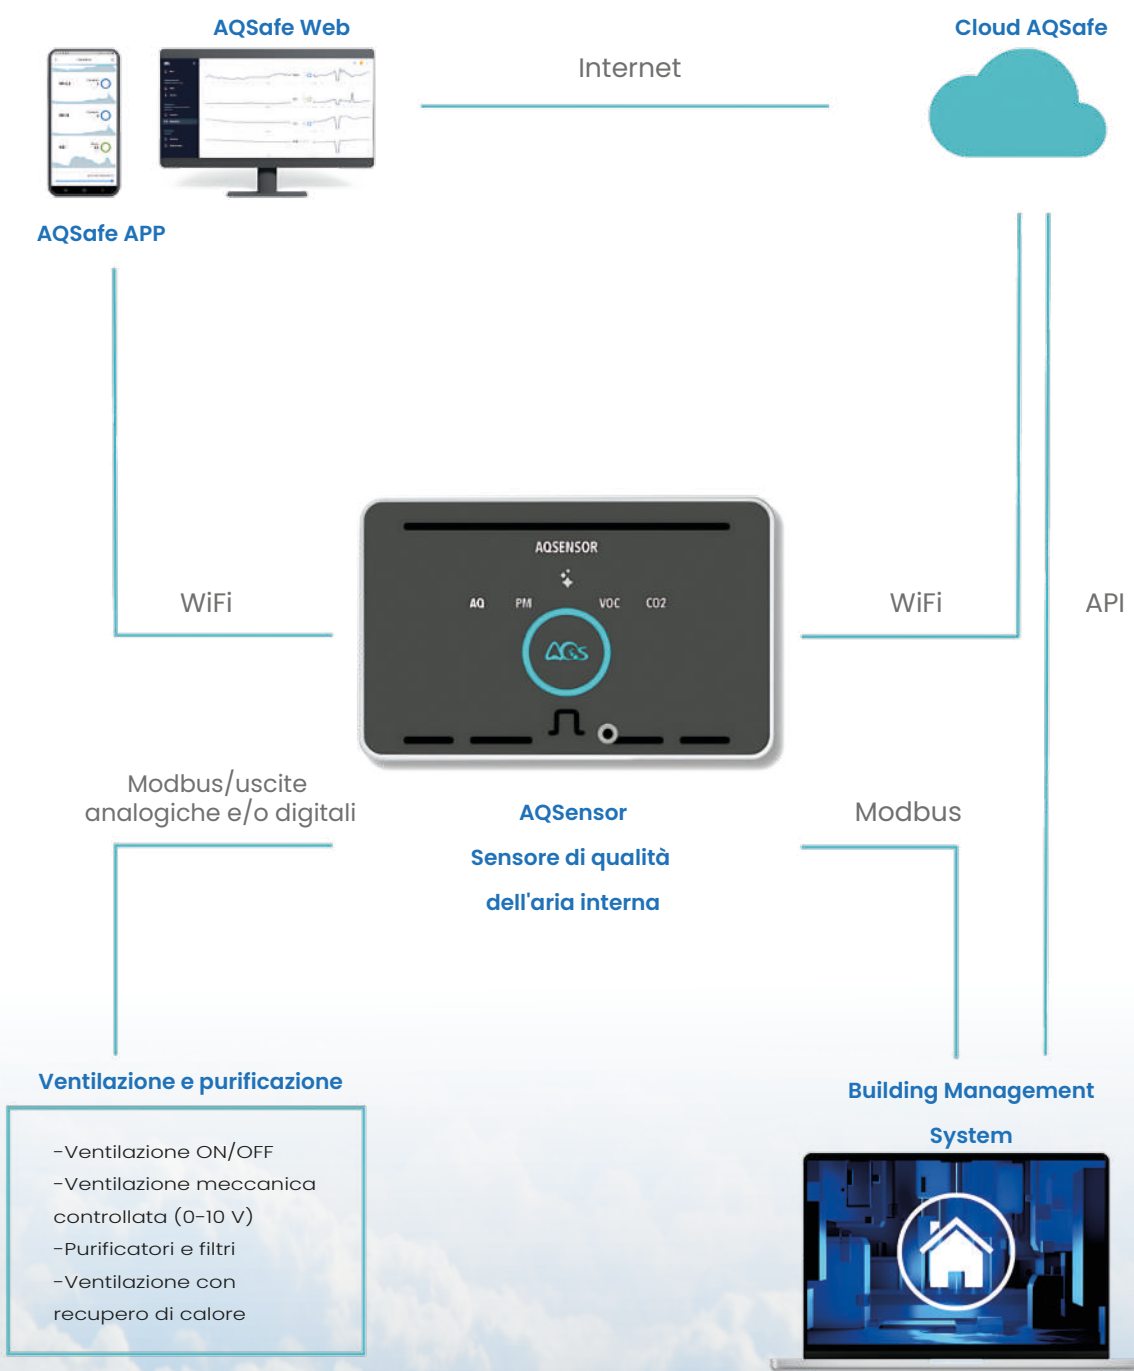 AQSafe Web
Cloud AQSafe
Internet
AQSafe APP
AQSENSOR
AQ PM VOC CO2
AQs
WiFi
WiFi
API
Modbus/uscite
analogiche e/o digitali
AQSensor
Sensore di qualità
dell'aria interna
Modbus
Ventilazione e purificazione
-Ventilazione ON/OFF
-Ventilazione meccanica
controllata (0-10 V)
-Purificatori e filtri
-Ventilazione con
recupero di calore
Building Management
System